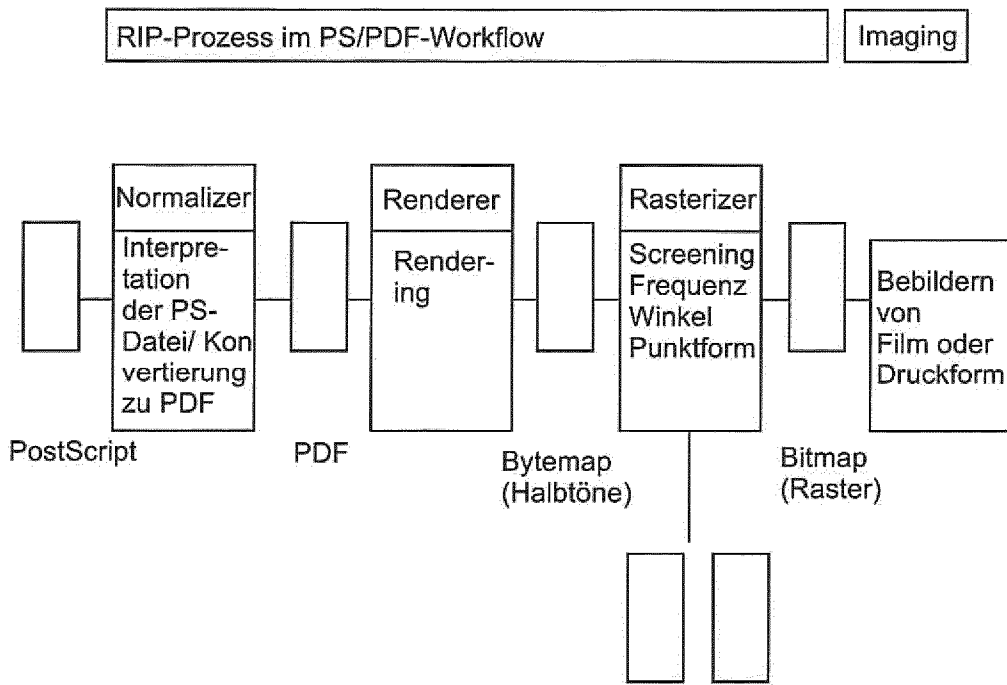 RIP-Prozess im PS/PDF-Workflow
Imaging
Normalizer
Interpre-
tation
der PS-
Datei/ Kon
vertierung
zu PDF
Renderer
Render-
ing
Rasterizer
Screening
Frequenz
Winkel
Punktform
Bebildern
von
Film oder
Druckform
PostScript
PDF
Bytemap
(Halbtöne)
Bitmap
(Raster)